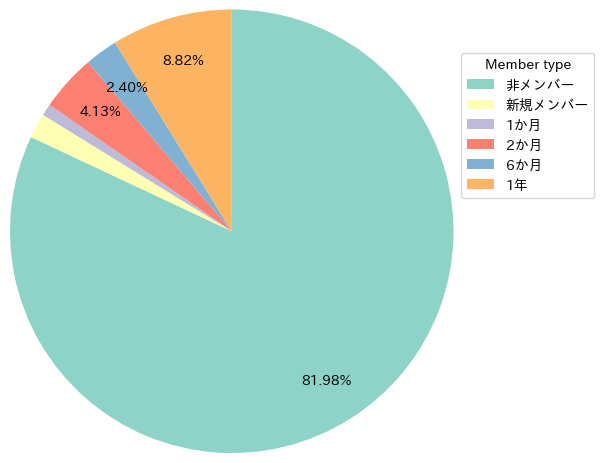 Member type
非メンバー
新規メンバー
1か月
2か月
6か月
1年
8.82%
2.40%
4.13%
81.98%